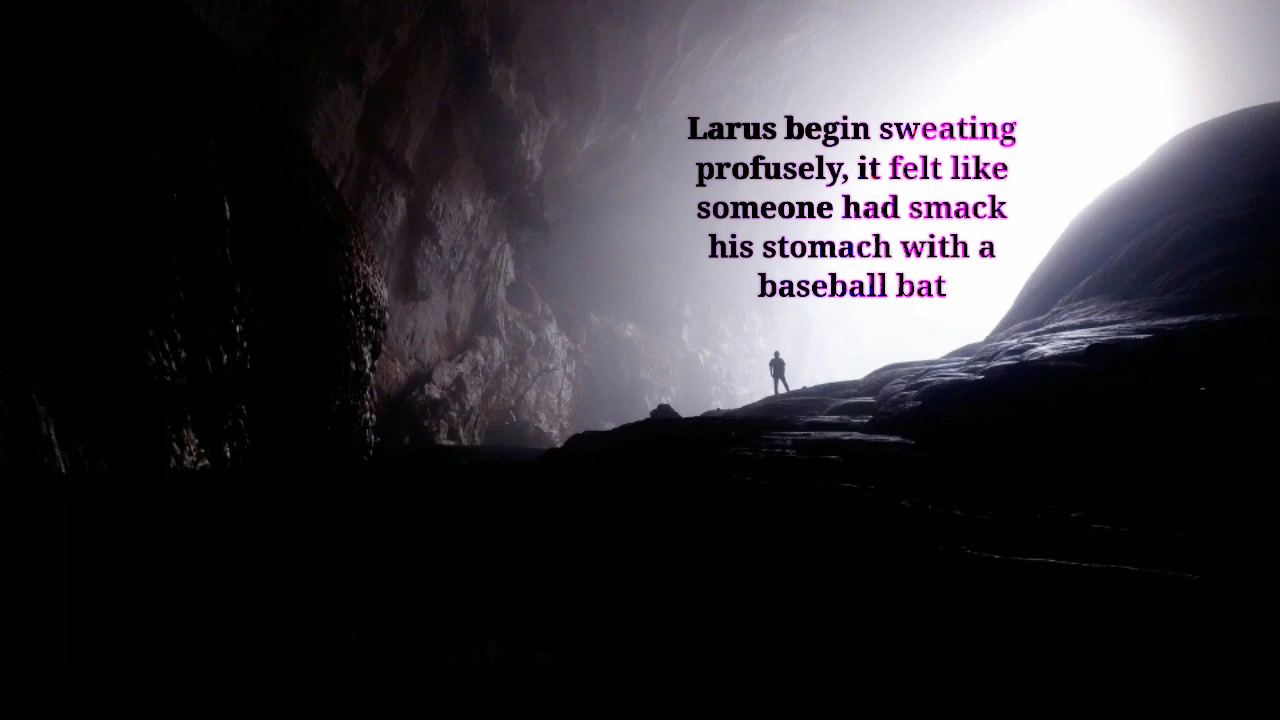 Larus begin sweating
profusely, it felt like
someone had smack
his stomach with a
baseball bat